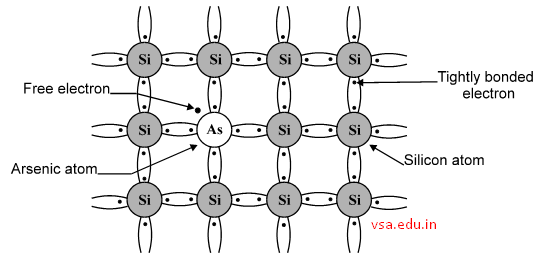 Si Si Si Si
Tightly bonded
electron
Free electron
Si As Si Si
Silicon atom
Arsenic atom
Si Si Si Si
vsa.edu.in